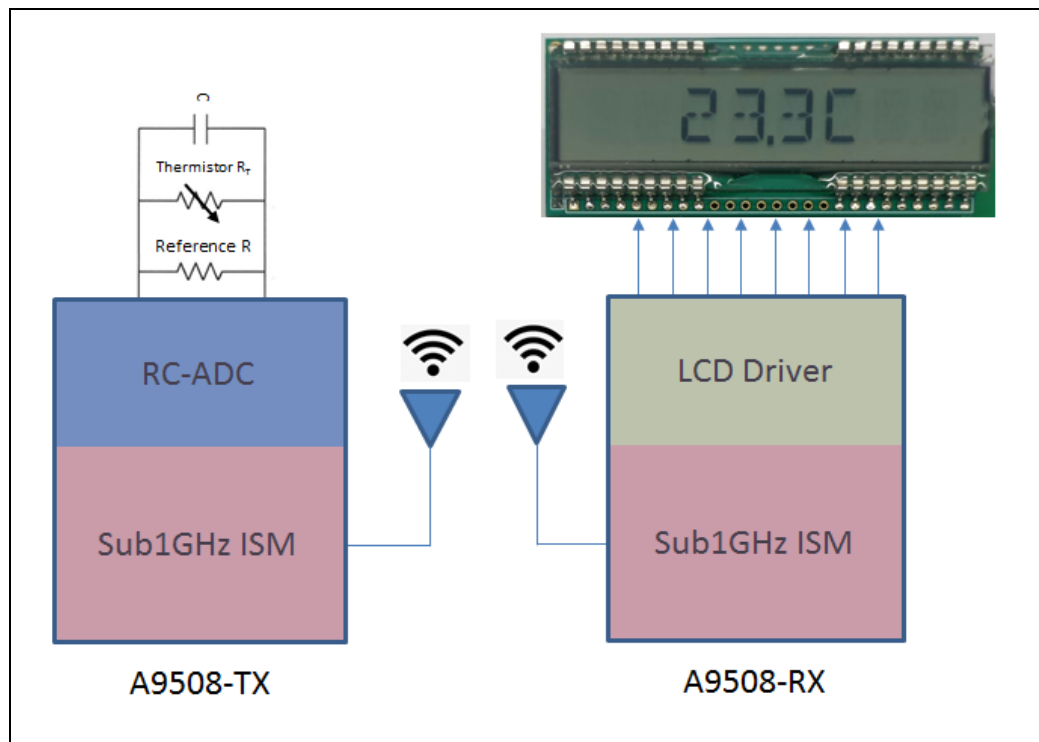 C
Thermistor R_T
Reference R
23.3C
RC-ADC
LCD Driver
Sub1GHz ISM
Sub1GHz ISM
A9508-TX
A9508-RX